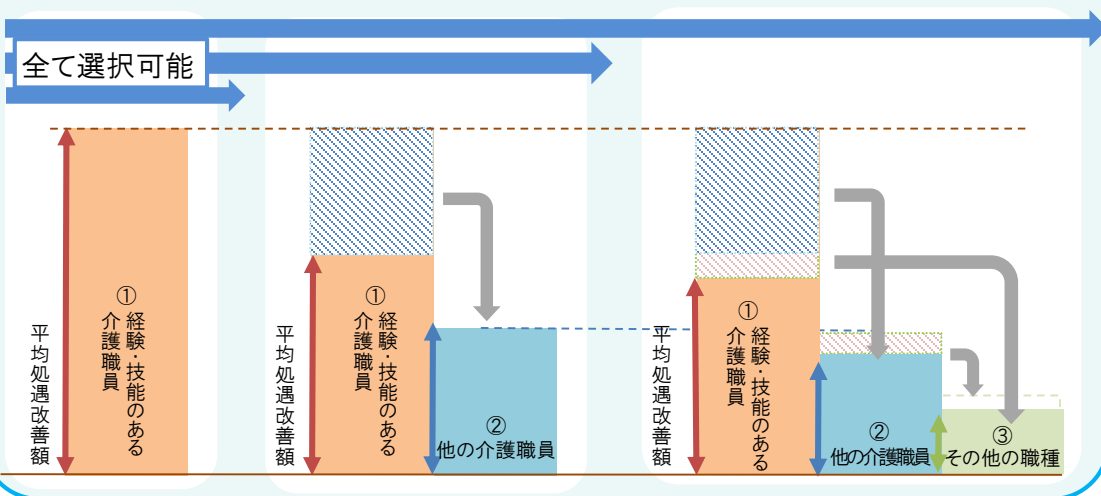 全て選択可能
平均処遇改善額
①
経験・技能のある
介護職員
平均処遇改善額
①
経験・技能のある
介護職員
②
他の介護職員
平均処遇改善額
①
経験・技能のある
介護職員
②
他の介護職員
③
その他の職種